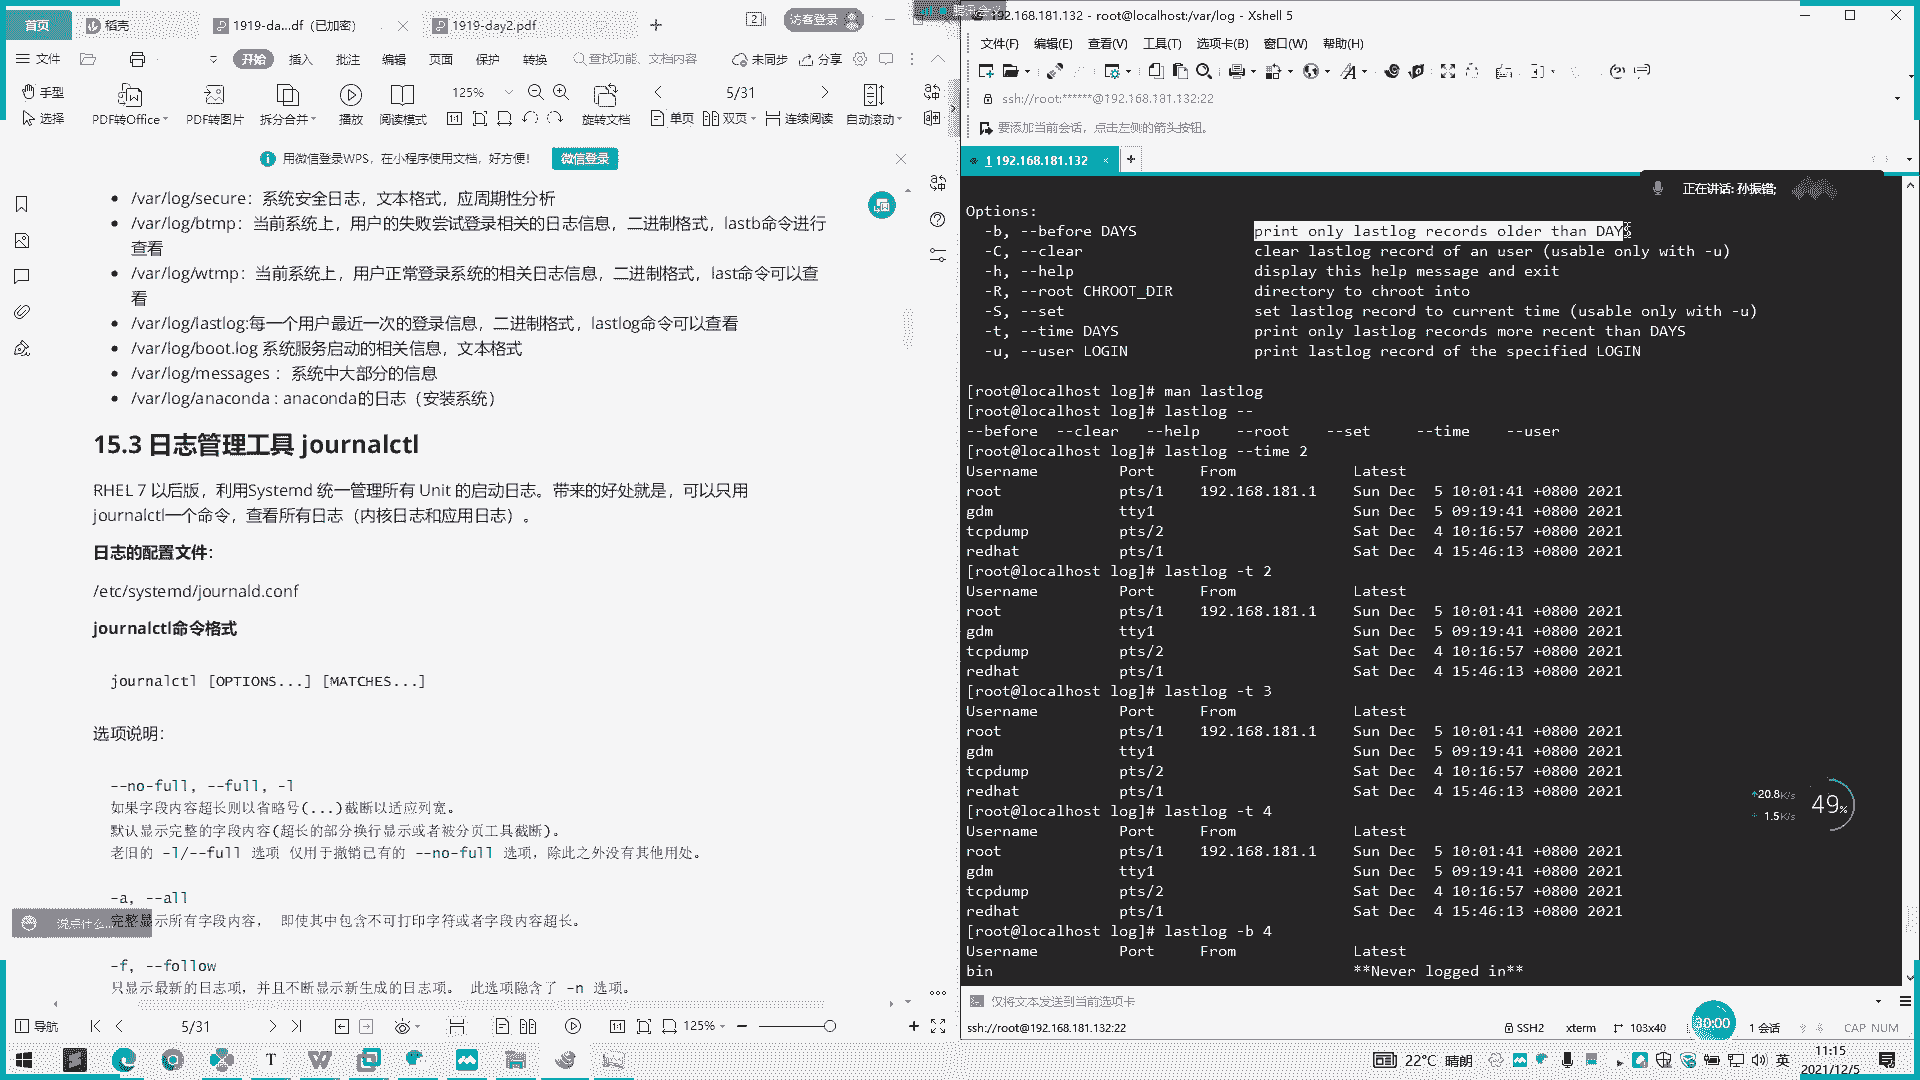 首页
稻壳
1919-da...df (已加密)
1919-day2.pdf
访客登录
文件
开始
插入
批注
编辑
页面
保护
转换
查找功能、文档内容
未同步
分享
手型
选择
PDF转Office
PDF转图片
拆分合并
播放
阅读模式
125%
旋转文档
5/31
单页
双页
连续阅读
自动滚动
用微信登录WPS，在小程序使用文档，好方便！
微信登录
/var/log/secure：系统安全日志，文本格式，应周期性分析
/var/log/btmp：当前系统上，用户的失败尝试登录相关的日志信息，二进制格式，lastb命令进行
查看
/var/log/wtmp：当前系统上，用户正常登录系统的相关日志信息，二进制格式，last命令可以查
看
/var/log/lastlog:每一个用户最近一次的登录信息，二进制格式，lastlog命令可以查看
/var/log/boot.log 系统服务启动的相关信息，文本格式
/var/log/messages ：系统中大部分的信息
/var/log/anaconda : anaconda的日志（安装系统）
15.3 日志管理工具 journalctl
RHEL 7 以后版，利用Systemd 统一管理所有 Unit 的启动日志。带来的好处就是，可以只用
journalctl一个命令，查看所有日志（内核日志和应用日志）。
日志的配置文件：
/etc/systemd/journald.conf
journalctl命令格式
journalctl [OPTIONS...] [MATCHES...]
选项说明：
--no-full, --full, -l
如果字段内容超长则以省略号(...)截断以适应列宽。
默认显示完整的字段内容(超长的部分换行显示或者被分页工具截断)。
老旧的 -l/--full 选项 仅用于撤销已有的 --no-full 选项，除此之外没有其他用处。
-a, --all
完整显示所有字段内容， 即使其中包含不可打印字符或者字段内容超长。
说点什么...
-f, --follow
只显示最新的日志项，并且不断显示新生成的日志项。 此选项隐含了 -n 选项。
导航
5/31
125%
192.168.181.132 - root@localhost:/var/log - Xshell 5
文件(F)
编辑(E)
查看(V)
工具(T)
选项卡(B)
窗口(W)
帮助(H)
ssh://root:******@192.168.181.132:22
要添加当前会话，点击左侧的箭头按钮。
1 192.168.181.132
正在讲话: 孙振错;
Options:
-b, --before DAYS print only lastlog records older than DAYS
-C, --clear clear lastlog record of an user (usable only with -u)
-h, --help display this help message and exit
-R, --root CHROOT_DIR directory to chroot into
-S, --set set lastlog record to current time (usable only with -u)
-t, --time DAYS print only lastlog records more recent than DAYS
-u, --user LOGIN print lastlog record of the specified LOGIN
[root@localhost log]# man lastlog
[root@localhost log]# lastlog --
--before --clear --help --root --set --time --user
[root@localhost log]# lastlog --time 2
Username Port From Latest
root pts/1 192.168.181.1 Sun Dec 5 10:01:41 +0800 2021
gdm tty1 Sun Dec 5 09:19:41 +0800 2021
tcpdump pts/2 Sat Dec 4 10:16:57 +0800 2021
redhat pts/1 Sat Dec 4 15:46:13 +0800 2021
[root@localhost log]# lastlog -t 2
Username Port From Latest
root pts/1 192.168.181.1 Sun Dec 5 10:01:41 +0800 2021
gdm tty1 Sun Dec 5 09:19:41 +0800 2021
tcpdump pts/2 Sat Dec 4 10:16:57 +0800 2021
redhat pts/1 Sat Dec 4 15:46:13 +0800 2021
[root@localhost log]# lastlog -t 3
Username Port From Latest
root pts/1 192.168.181.1 Sun Dec 5 10:01:41 +0800 2021
gdm tty1 Sun Dec 5 09:19:41 +0800 2021
tcpdump pts/2 Sat Dec 4 10:16:57 +0800 2021
redhat pts/1 Sat Dec 4 15:46:13 +0800 2021
[root@localhost log]# lastlog -t 4
Username Port From Latest
root pts/1 192.168.181.1 Sun Dec 5 10:01:41 +0800 2021
gdm tty1 Sun Dec 5 09:19:41 +0800 2021
tcpdump pts/2 Sat Dec 4 10:16:57 +0800 2021
redhat pts/1 Sat Dec 4 15:46:13 +0800 2021
[root@localhost log]# lastlog -b 4
Username Port From Latest
bin **Never logged in**
20.8K/s
1.5K/s
49%
仅将文本发送到当前选项卡
ssh://root@192.168.181.132:22
SSH2
xterm
103x40
30:00
1 会话
CAP NUM
22°C 晴朗
英
11:15
2021/12/5